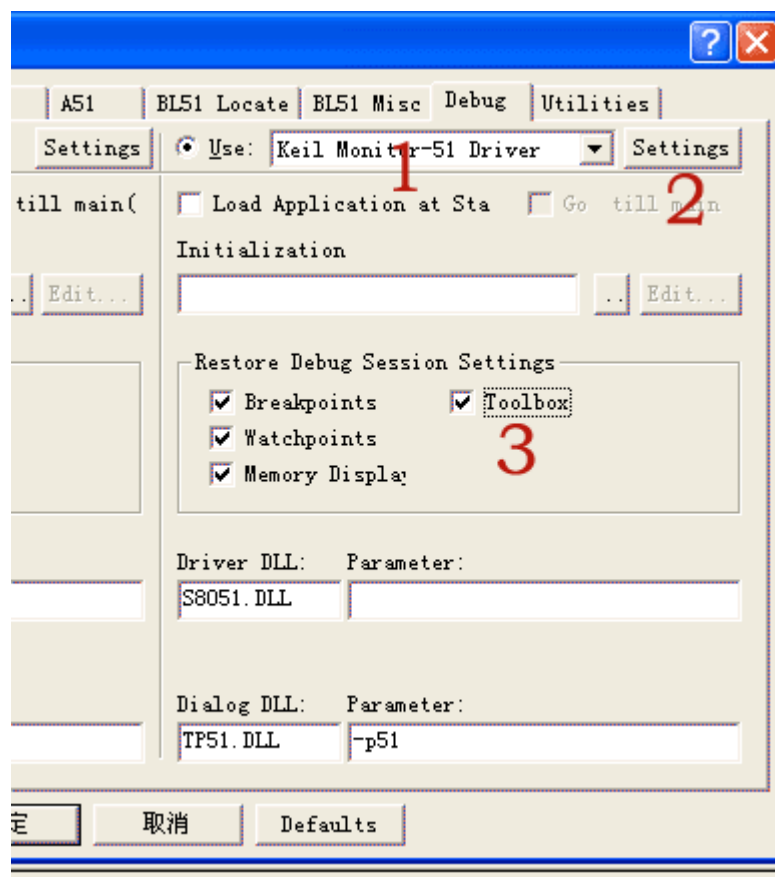 A51 BL51 Locate BL51 Misc Debug Utilities
Settings Use: Keil Monitor-51 Driver Settings
1
2
till main( Load Application at Sta Go till main
Initialization
.. Edit... .. Edit...
Restore Debug Session Settings
Breakpoints Toolbox
Watchpoints
3
Memory Display
Driver DLL: Parameter:
S8051.DLL
Dialog DLL: Parameter:
TP51.DLL -p51
定 取消 Defaults